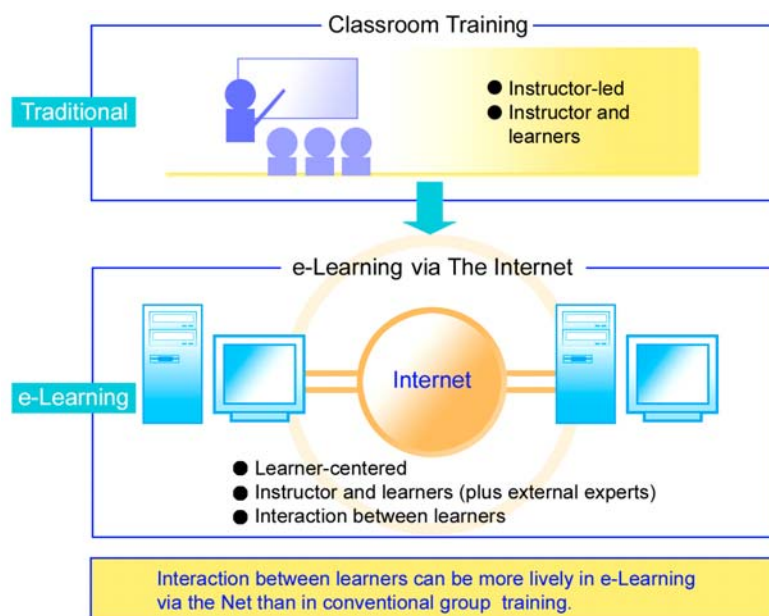 Classroom Training
Traditional
● Instructor-led
● Instructor and
learners
e-Learning via The Internet
Internet
e-Learning
● Learner-centered
● Instructor and learners (plus external experts)
● Interaction between learners
Interaction between learners can be more lively in e-Learning
via the Net than in conventional group training.